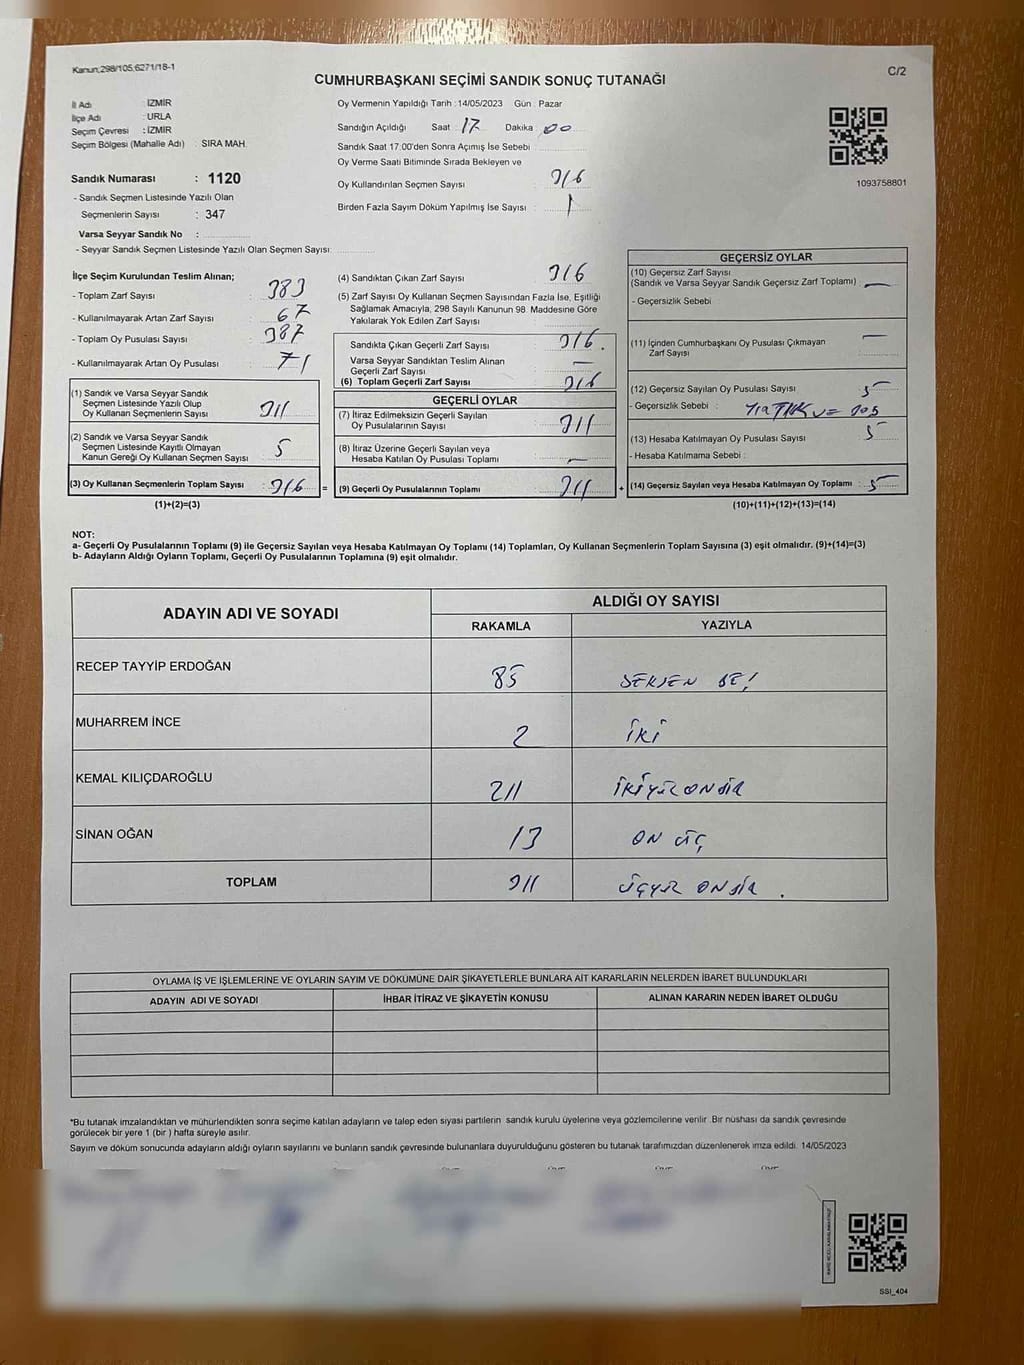 Kanun;298/105,6271/18-1
C/2
CUMHURBAŞKANI SEÇİMİ SANDIK SONUÇ TUTANAĞI
İl Adı : İZMİR
İlçe Adı : URLA
Seçim Çevresi : İZMİR
Seçim Bölgesi (Mahalle Adı) : SIRA MAH.
Sandık Numarası : 1120
- Sandık Seçmen Listesinde Yazılı Olan
Seçmenlerin Sayısı : 347
Varsa Seyyar Sandık No :
- Seyyar Sandık Seçmen Listesinde Yazılı Olan Seçmen Sayısı:
Oy Vermenin Yapıldığı Tarih :14/05/2023 Gün : Pazar
Sandığın Açıldığı Saat : 17 Dakika : 00
Sandık Saat 17:00'den Sonra Açımış İse Sebebi :
Oy Verme Saati Bitiminde Sırada Bekleyen ve
Oy Kullandırılan Seçmen Sayısı : 316
Birden Fazla Sayım Döküm Yapılmış İse Sayısı : 1
1093758801
İlçe Seçim Kurulundan Teslim Alınan;
- Toplam Zarf Sayısı : 383
- Kullanılmayarak Artan Zarf Sayısı : 67
- Toplam Oy Pusulası Sayısı : 387
- Kullanılmayarak Artan Oy Pusulası : 71
(1) Sandık ve Varsa Seyyar Sandık
Seçmen Listesinde Yazılı Olup
Oy Kullanan Seçmenlerin Sayısı : 311
(2) Sandık ve Varsa Seyyar Sandık
Seçmen Listesinde Kayıtlı Olmayan
Kanun Gereği Oy Kullanan Seçmen Sayısı : 5
(3) Oy Kullanan Seçmenlerin Toplam Sayısı : 316 =
(1)+(2)=(3)
(4) Sandıktan Çıkan Zarf Sayısı : 316
(5) Zarf Sayısı Oy Kullanan Seçmen Sayısından Fazla İse, Eşitliği
Sağlamak Amacıyla, 298 Sayılı Kanunun 98. Maddesine Göre
Yakılarak Yok Edilen Zarf Sayısı :
Sandıkta Çıkan Geçerli Zarf Sayısı : 316.
Varsa Seyyar Sandıktan Teslim Alınan
Geçerli Zarf Sayısı : —
(6) Toplam Geçerli Zarf Sayısı : 316
GEÇERLİ OYLAR
(7) İtiraz Edilmeksizin Geçerli Sayılan
Oy Pusulalarının Sayısı : 311
(8) İtiraz Üzerine Geçerli Sayılan veya
Hesaba Katılan Oy Pusulası Toplamı : —
(9) Geçerli Oy Pusulalarının Toplamı : 311 +
GEÇERSİZ OYLAR
(10) Geçersiz Zarf Sayısı
(Sandık ve Varsa Seyyar Sandık Geçersiz Zarf Toplamı) : —
- Geçersizlik Sebebi :
(11) İçinden Cumhurbaşkanı Oy Pusulası Çıkmayan
Zarf Sayısı : —
(12) Geçersiz Sayılan Oy Pusulası Sayısı : 5
- Geçersizlik Sebebi :
(13) Hesaba Katılmayan Oy Pusulası Sayısı : 5
- Hesaba Katılmama Sebebi :
(14) Geçersiz Sayılan veya Hesaba Katılmayan Oy Toplamı : 5
(10)+(11)+(12)+(13)=(14)
NOT:
a- Geçerli Oy Pusulalarının Toplamı (9) ile Geçersiz Sayılan veya Hesaba Katılmayan Oy Toplamı (14) Toplamları, Oy Kullanan Seçmenlerin Toplam Sayısına (3) eşit olmalıdır. (9)+(14)=(3)
b- Adayların Aldığı Oyların Toplamı, Geçerli Oy Pusulalarının Toplamına (9) eşit olmalıdır.
ADAYIN ADI VE SOYADI ALDIĞI OY SAYISI
RAKAMLA YAZIYLA
RECEP TAYYİP ERDOĞAN 85 SEKSEN BEŞ
MUHARREM İNCE 2 İKİ
KEMAL KILIÇDAROĞLU 211 İKİYÜZ ONBİR
SİNAN OĞAN 13 ON ÜÇ
TOPLAM 311 ÜÇYÜZ ONBİR .
OYLAMA İŞ VE İŞLEMLERİNE VE OYLARIN SAYIM VE DÖKÜMÜNE DAİR ŞİKAYETLERLE BUNLARA AİT KARARLARIN NELERDEN İBARET BULUNDUKLARI
ADAYIN ADI VE SOYADI İHBAR İTİRAZ VE ŞİKAYETİN KONUSU ALINAN KARARIN NEDEN İBARET OLDUĞU
*Bu tutanak imzalandıktan ve mühürlendikten sonra seçime katılan adayların ve talep eden siyasi partilerin sandık kurulu üyelerine veya gözlemcilerine verilir. Bir nüshası da sandık çevresinde
görülecek bir yere 1 (bir ) hafta süreyle asılır.
Sayım ve döküm sonucunda adayların aldığı oyların sayılarını ve bunların sandık çevresinde bulunanlara duyurulduğunu gösteren bu tutanak tarafımızdan düzenlenerek imza edildi. 14/05/2023
SSI_404